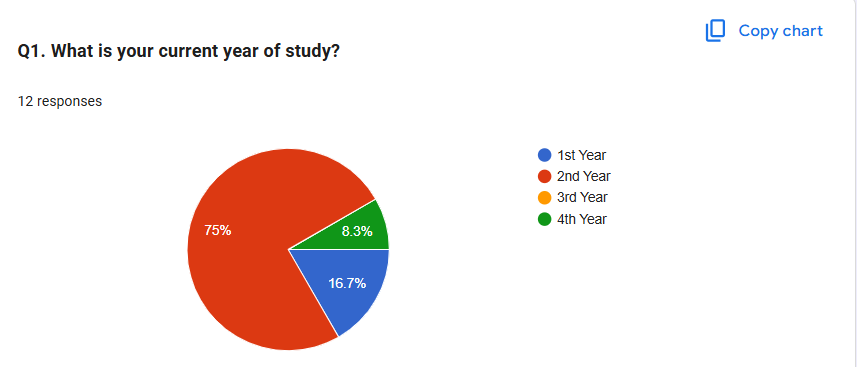 Copy chart
Q1. What is your current year of study?
12 responses
1st Year
2nd Year
3rd Year
4th Year
75%
8.3%
16.7%